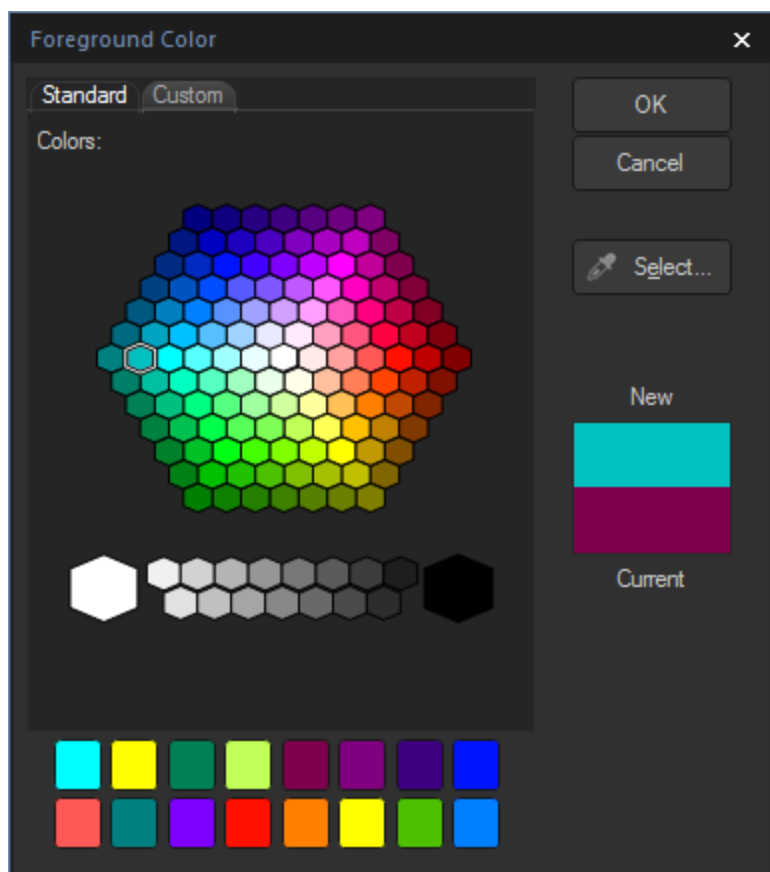 Foreground Color
Standard Custom
OK
Colors:
Cancel
Select...
New
Current